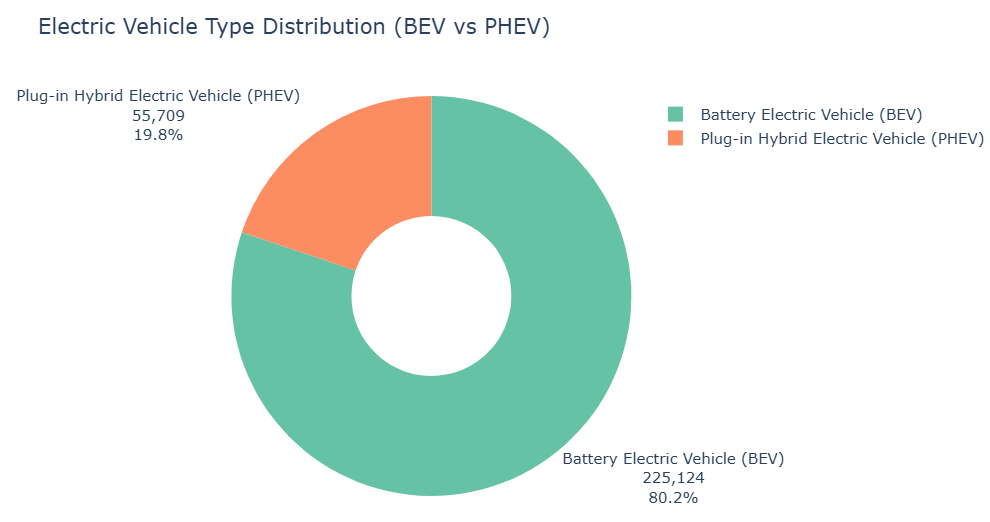 Electric Vehicle Type Distribution (BEV vs PHEV)
Plug-in Hybrid Electric Vehicle (PHEV)
55,709
19.8%
Battery Electric Vehicle (BEV)
Plug-in Hybrid Electric Vehicle (PHEV)
Battery Electric Vehicle (BEV)
225,124
80.2%